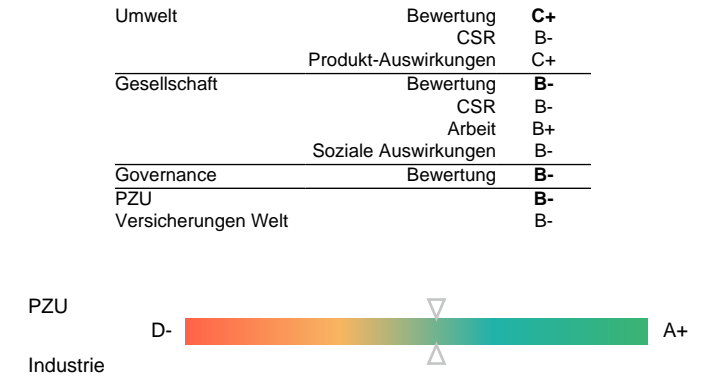 Umwelt Bewertung C+
CSR B-
Produkt-Auswirkungen C+
Gesellschaft Bewertung B-
CSR B-
Arbeit B+
Soziale Auswirkungen B-
Governance Bewertung B-
PZU B-
Versicherungen Welt B-
PZU
D- A+
Industrie